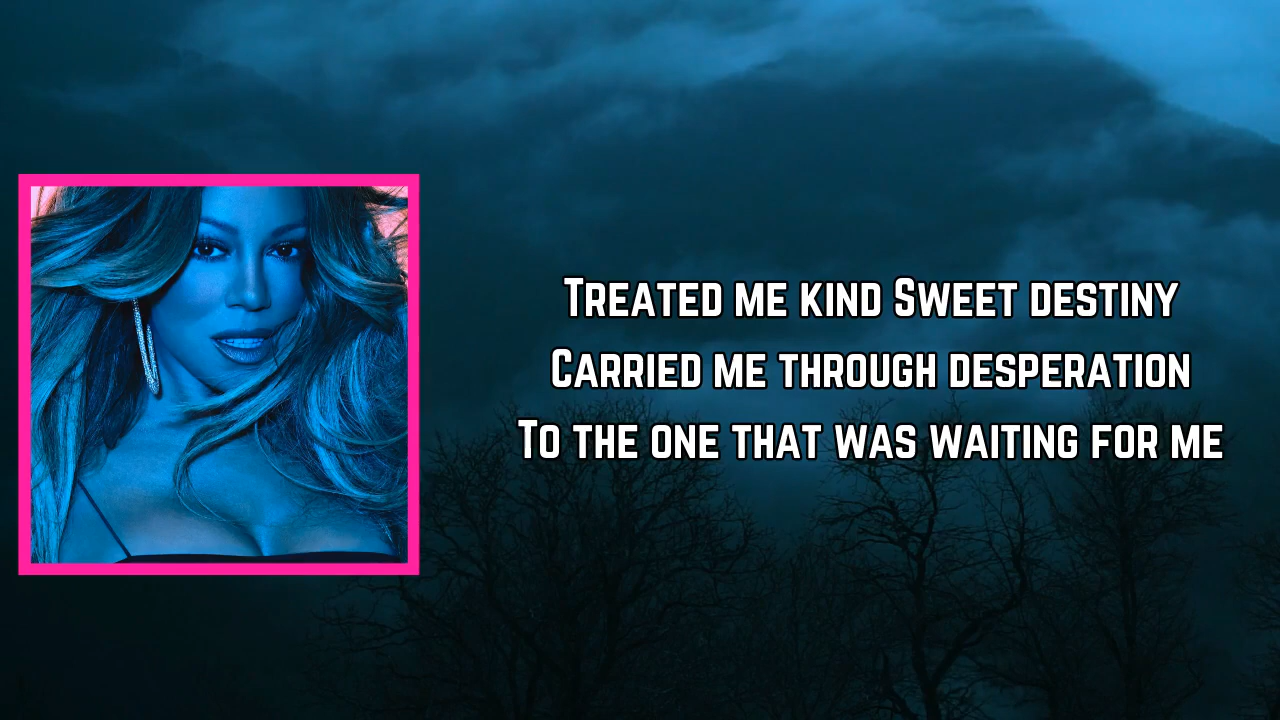 Treated me kind Sweet destiny
Carried me through desperation
To the one that was waiting for me